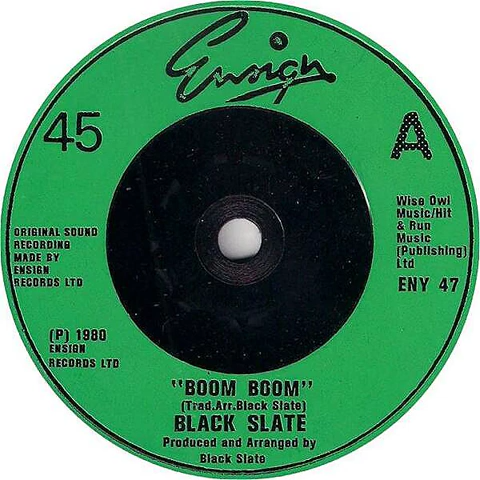 Ensign
45
A
ORIGINAL SOUND
RECORDING
MADE BY
ENSIGN
RECORDS LTD
Wise Owl
Music/Hit
& Run
Music
(Publishing)
Ltd
ENY 47
(P) 1980
ENSIGN
RECORDS LTD
"BOOM BOOM"
(Trad.Arr.Black Slate)
BLACK SLATE
Produced and Arranged by
Black Slate